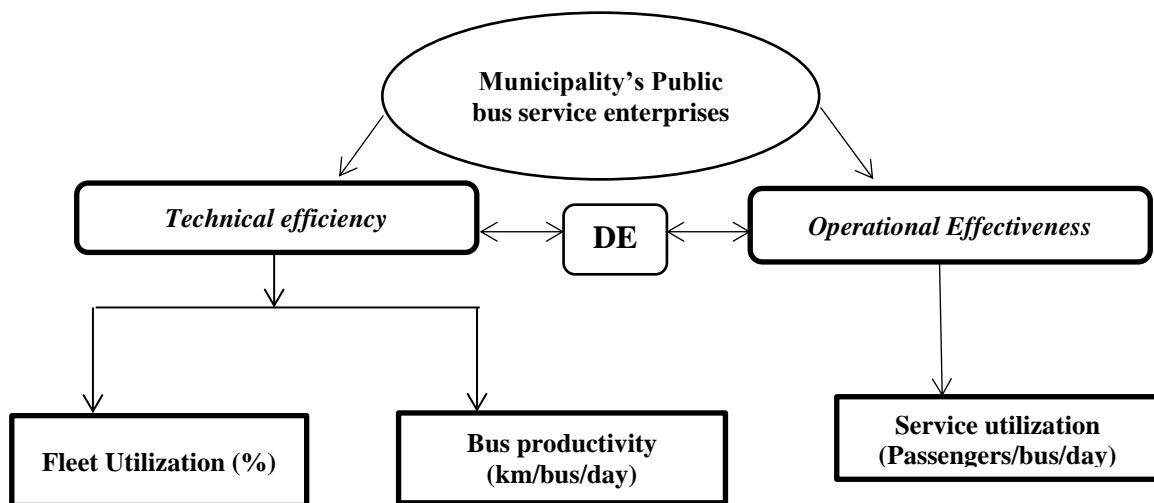 Municipality's Public
bus service enterprises
Technical efficiency
DE
Operational Effectiveness
Fleet Utilization (%)
Bus productivity
(km/bus/day)
Service utilization
(Passengers/bus/day)